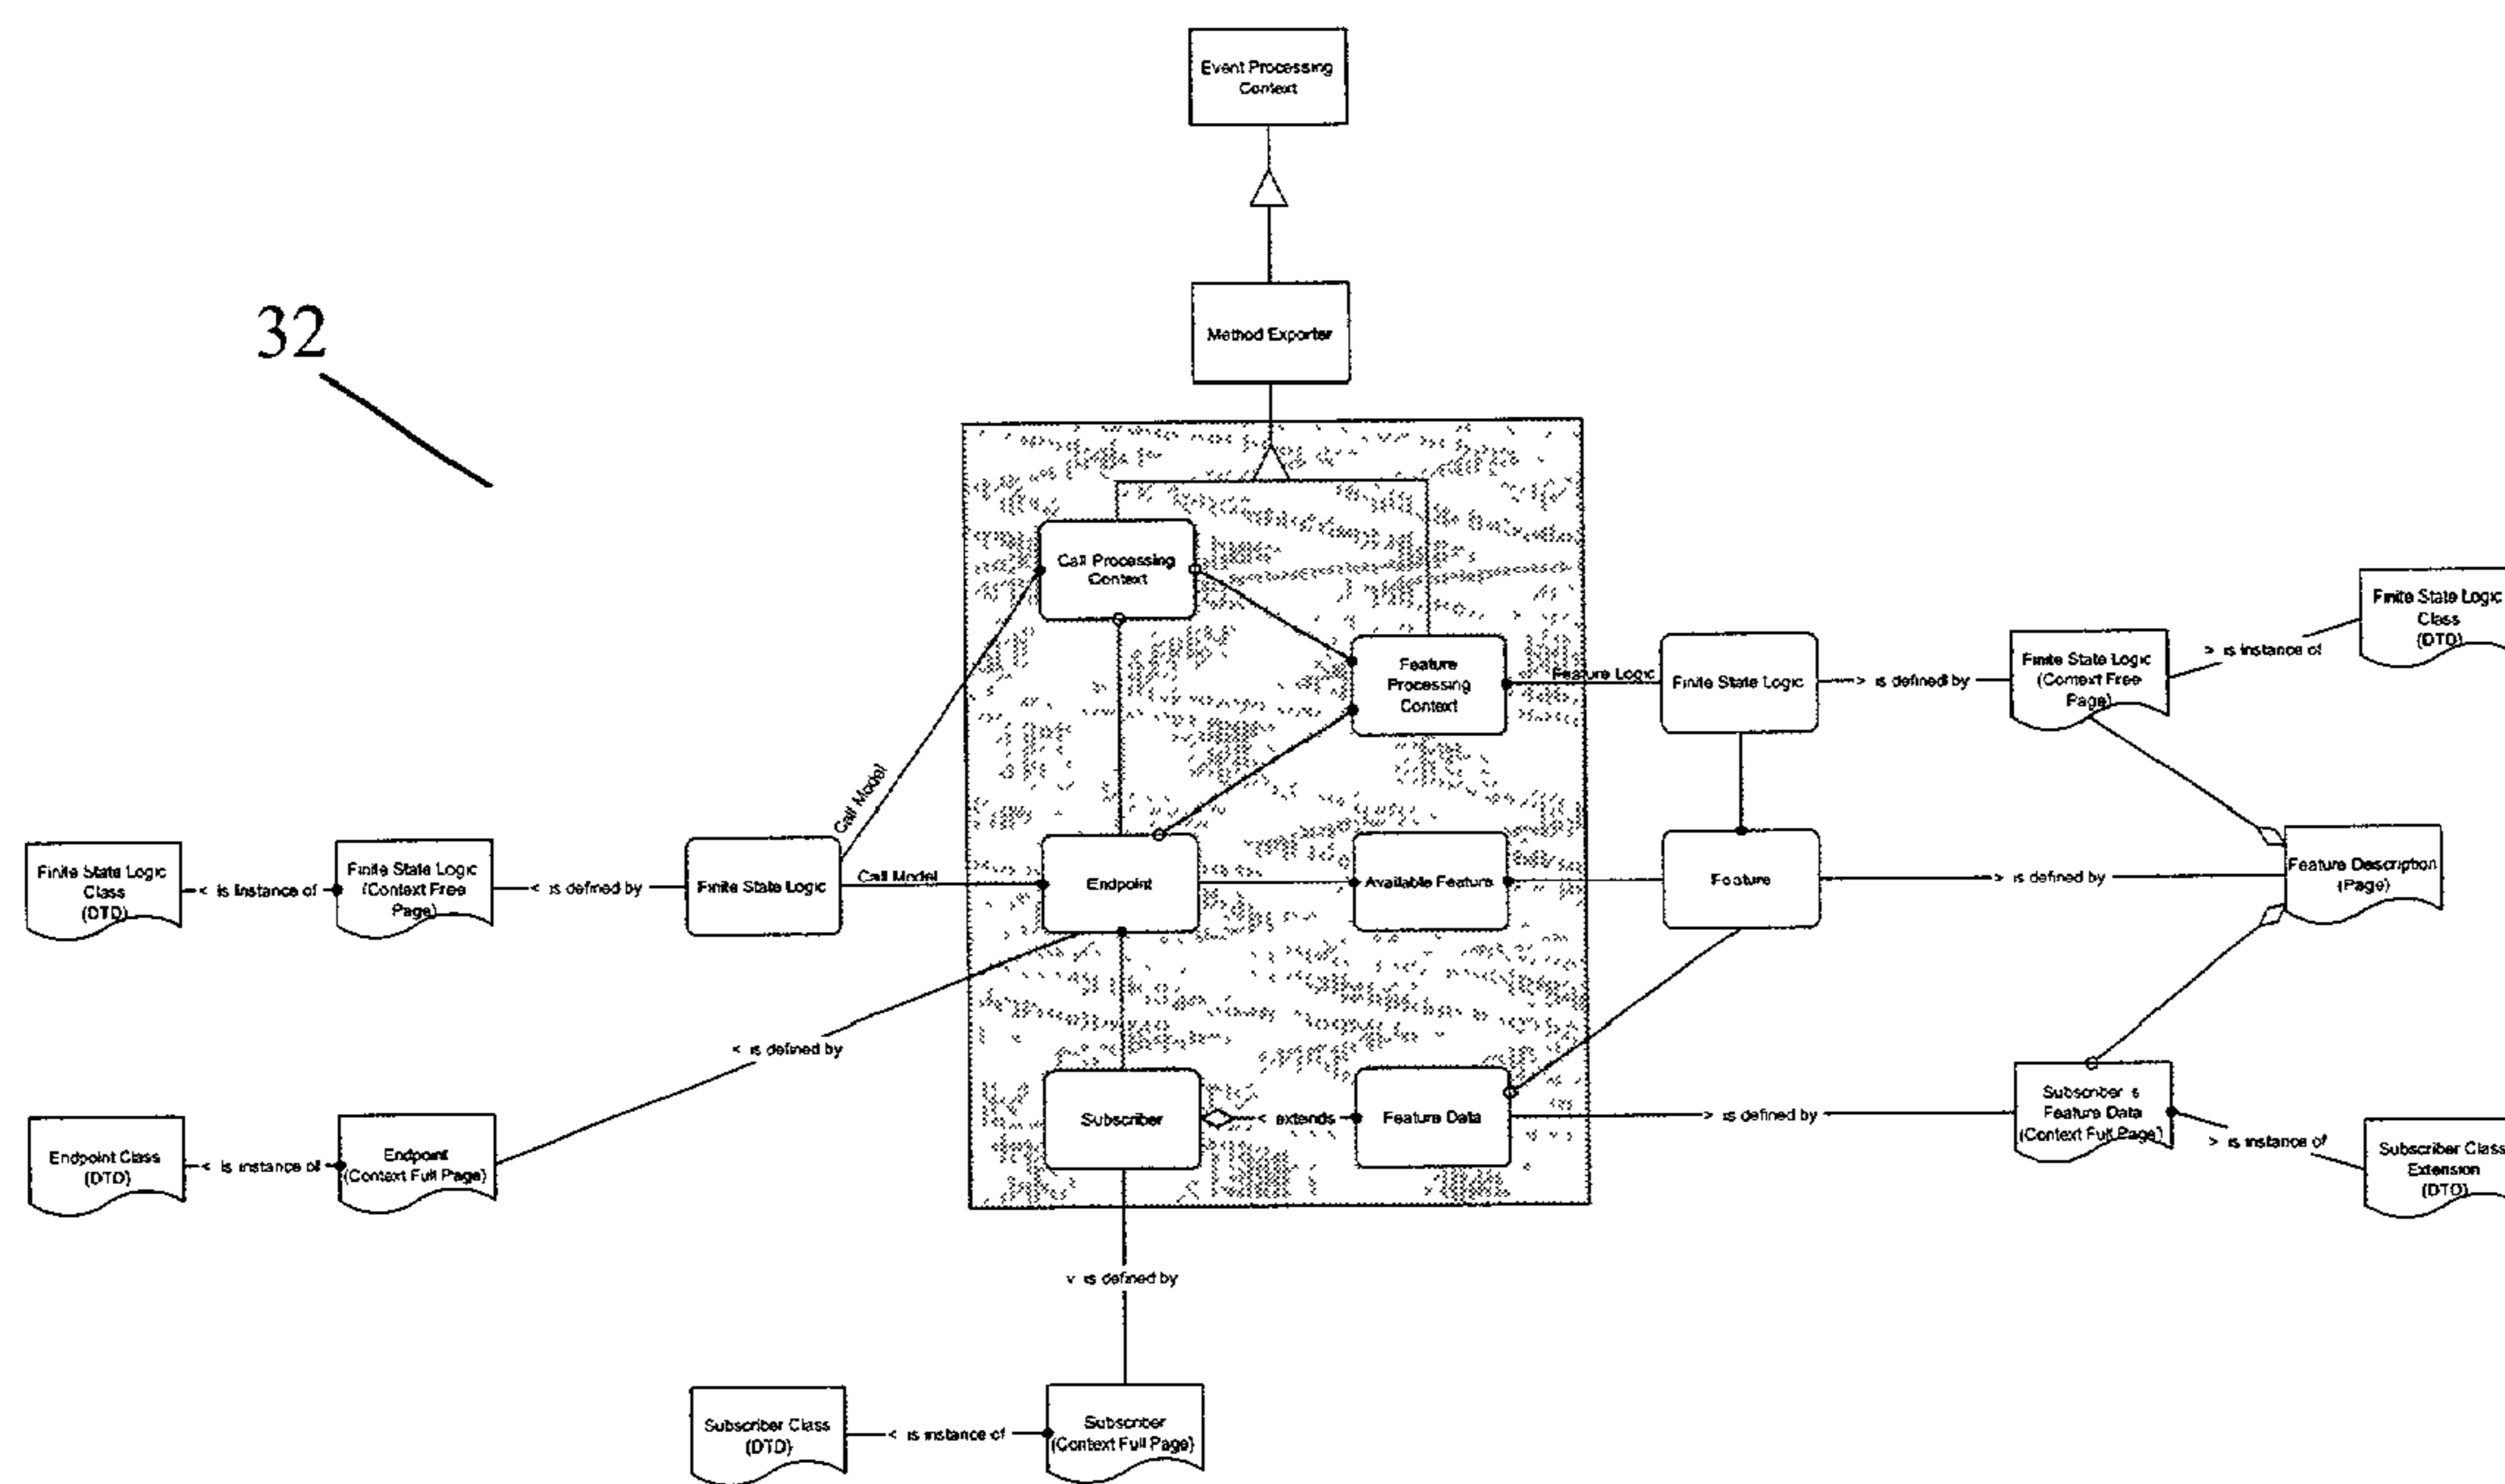 Event Processing
Context
32
Method Exporter
Call Processing
Context
Feature
Processing
Context
Feature Logic
Finite State Logic
> is defined by
Finite State Logic
(Context Free
Page)
> is instance of
Finite State Logic
Class
(DTD)
Call Model
Finite State Logic
Class
(DTD)
< is instance of
Finite State Logic
(Context Free
Page)
< is defined by
Finite State Logic
Call Model
Endpoint
Available Feature
Feature
> is defined by
Feature Description
(Page)
< is defined by
Endpoint Class
(DTD)
< is instance of
Endpoint
(Context Full Page)
Subscriber
< extends
Feature Data
> is defined by
Subscriber s
Feature Data
(Context Full Page)
> is instance of
Subscriber Class
Extension
(DTD)
v is defined by
Subscriber Class
(DTD)
< is instance of
Subscriber
(Context Full Page)